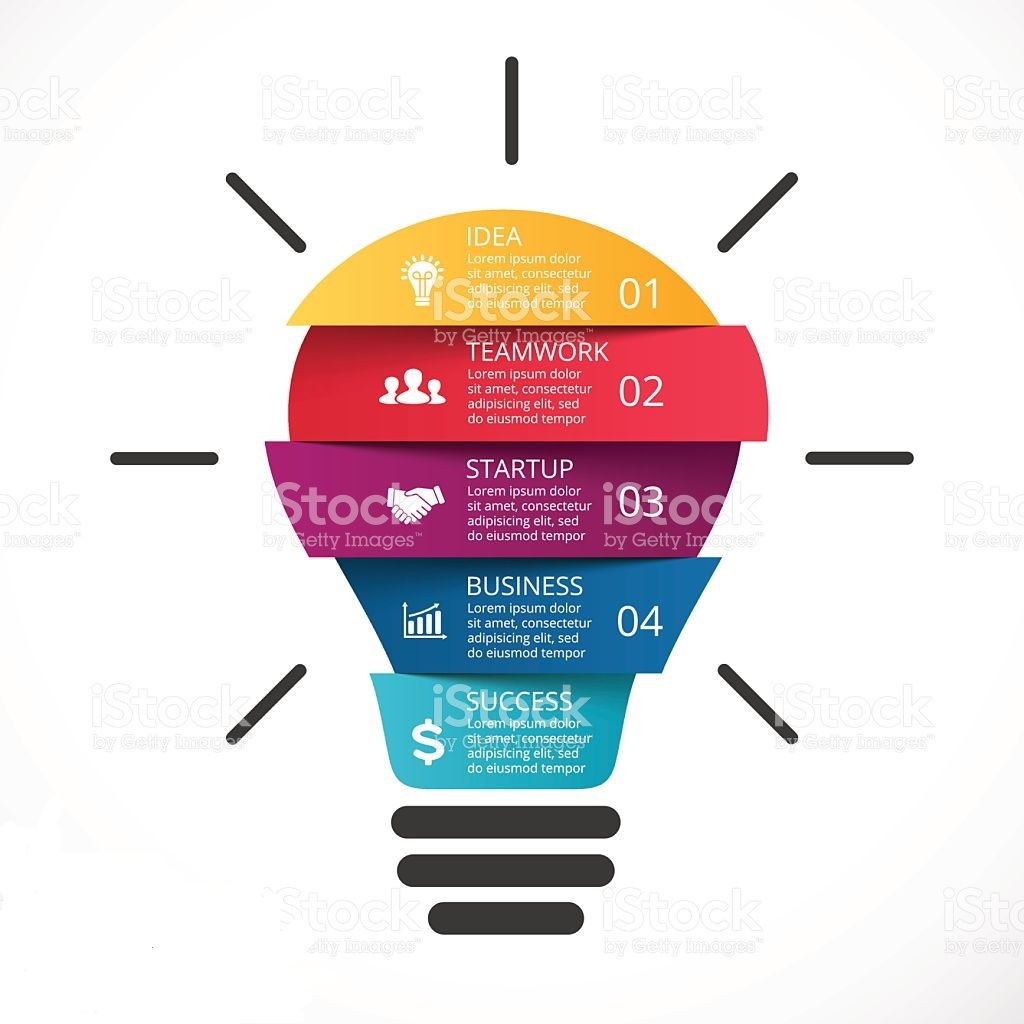 IDEA
Lorem ipsum dolor
sit amet, consectetur
adipisicing elit, sed
do eiusmod tempor
01
TEAMWORK
Lorem ipsum dolor
sit amet, consectetur
adipisicing elit, sed
do eiusmod tempor
02
STARTUP
Lorem ipsum dolor
sit amet, consectetur
adipisicing elit, sed
do eiusmod tempor
03
BUSINESS
Lorem ipsum dolor
sit amet, consectetur
adipisicing elit, sed
do eiusmod tempor
04
SUCCESS
Lorem ipsum dolor
sit amet, consectetur
adipisicing elit, sed
do eiusmod tempor
$
iStock
by Getty Images™